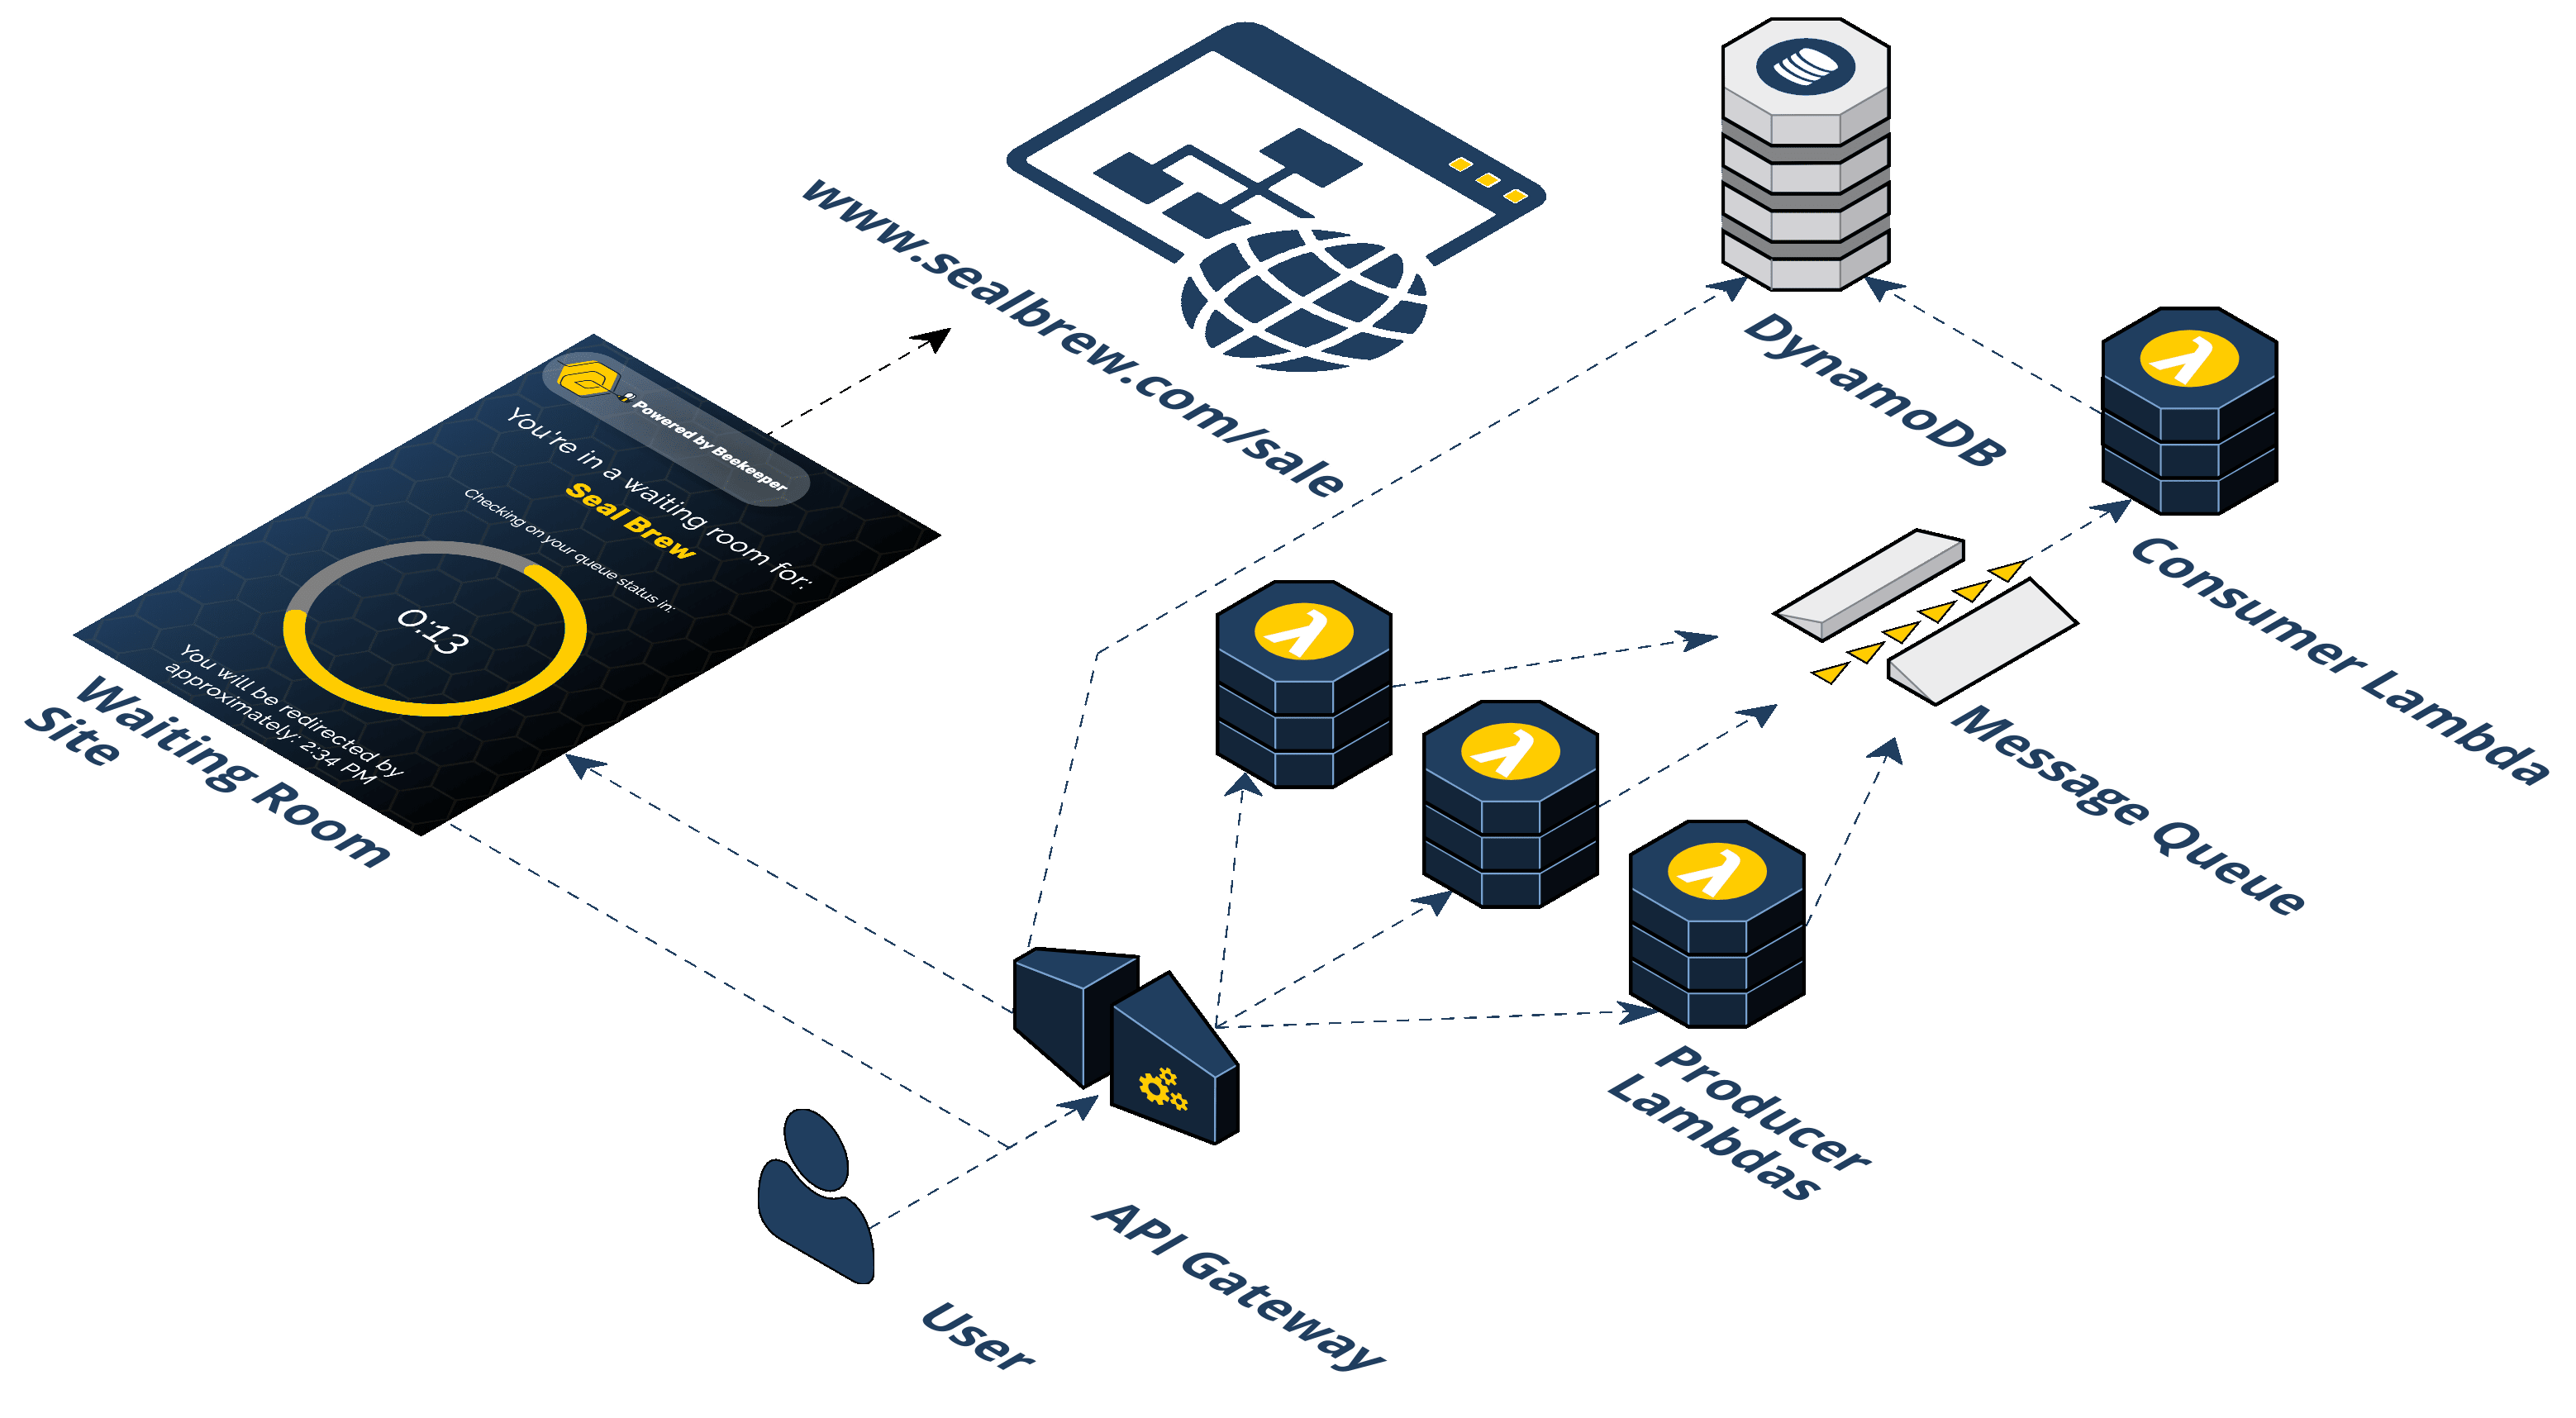 www.sealbrew.com/sale
DynamoDB
Consumer Lambda
Message Queue
Powered by Beekeeper
You're in a waiting room for:
Seal Brew
Checking on your queue status in:
0:13
You will be redirected by
approximately: 2:34 PM
Waiting Room
Site
Producer
Lambdas
API Gateway
User